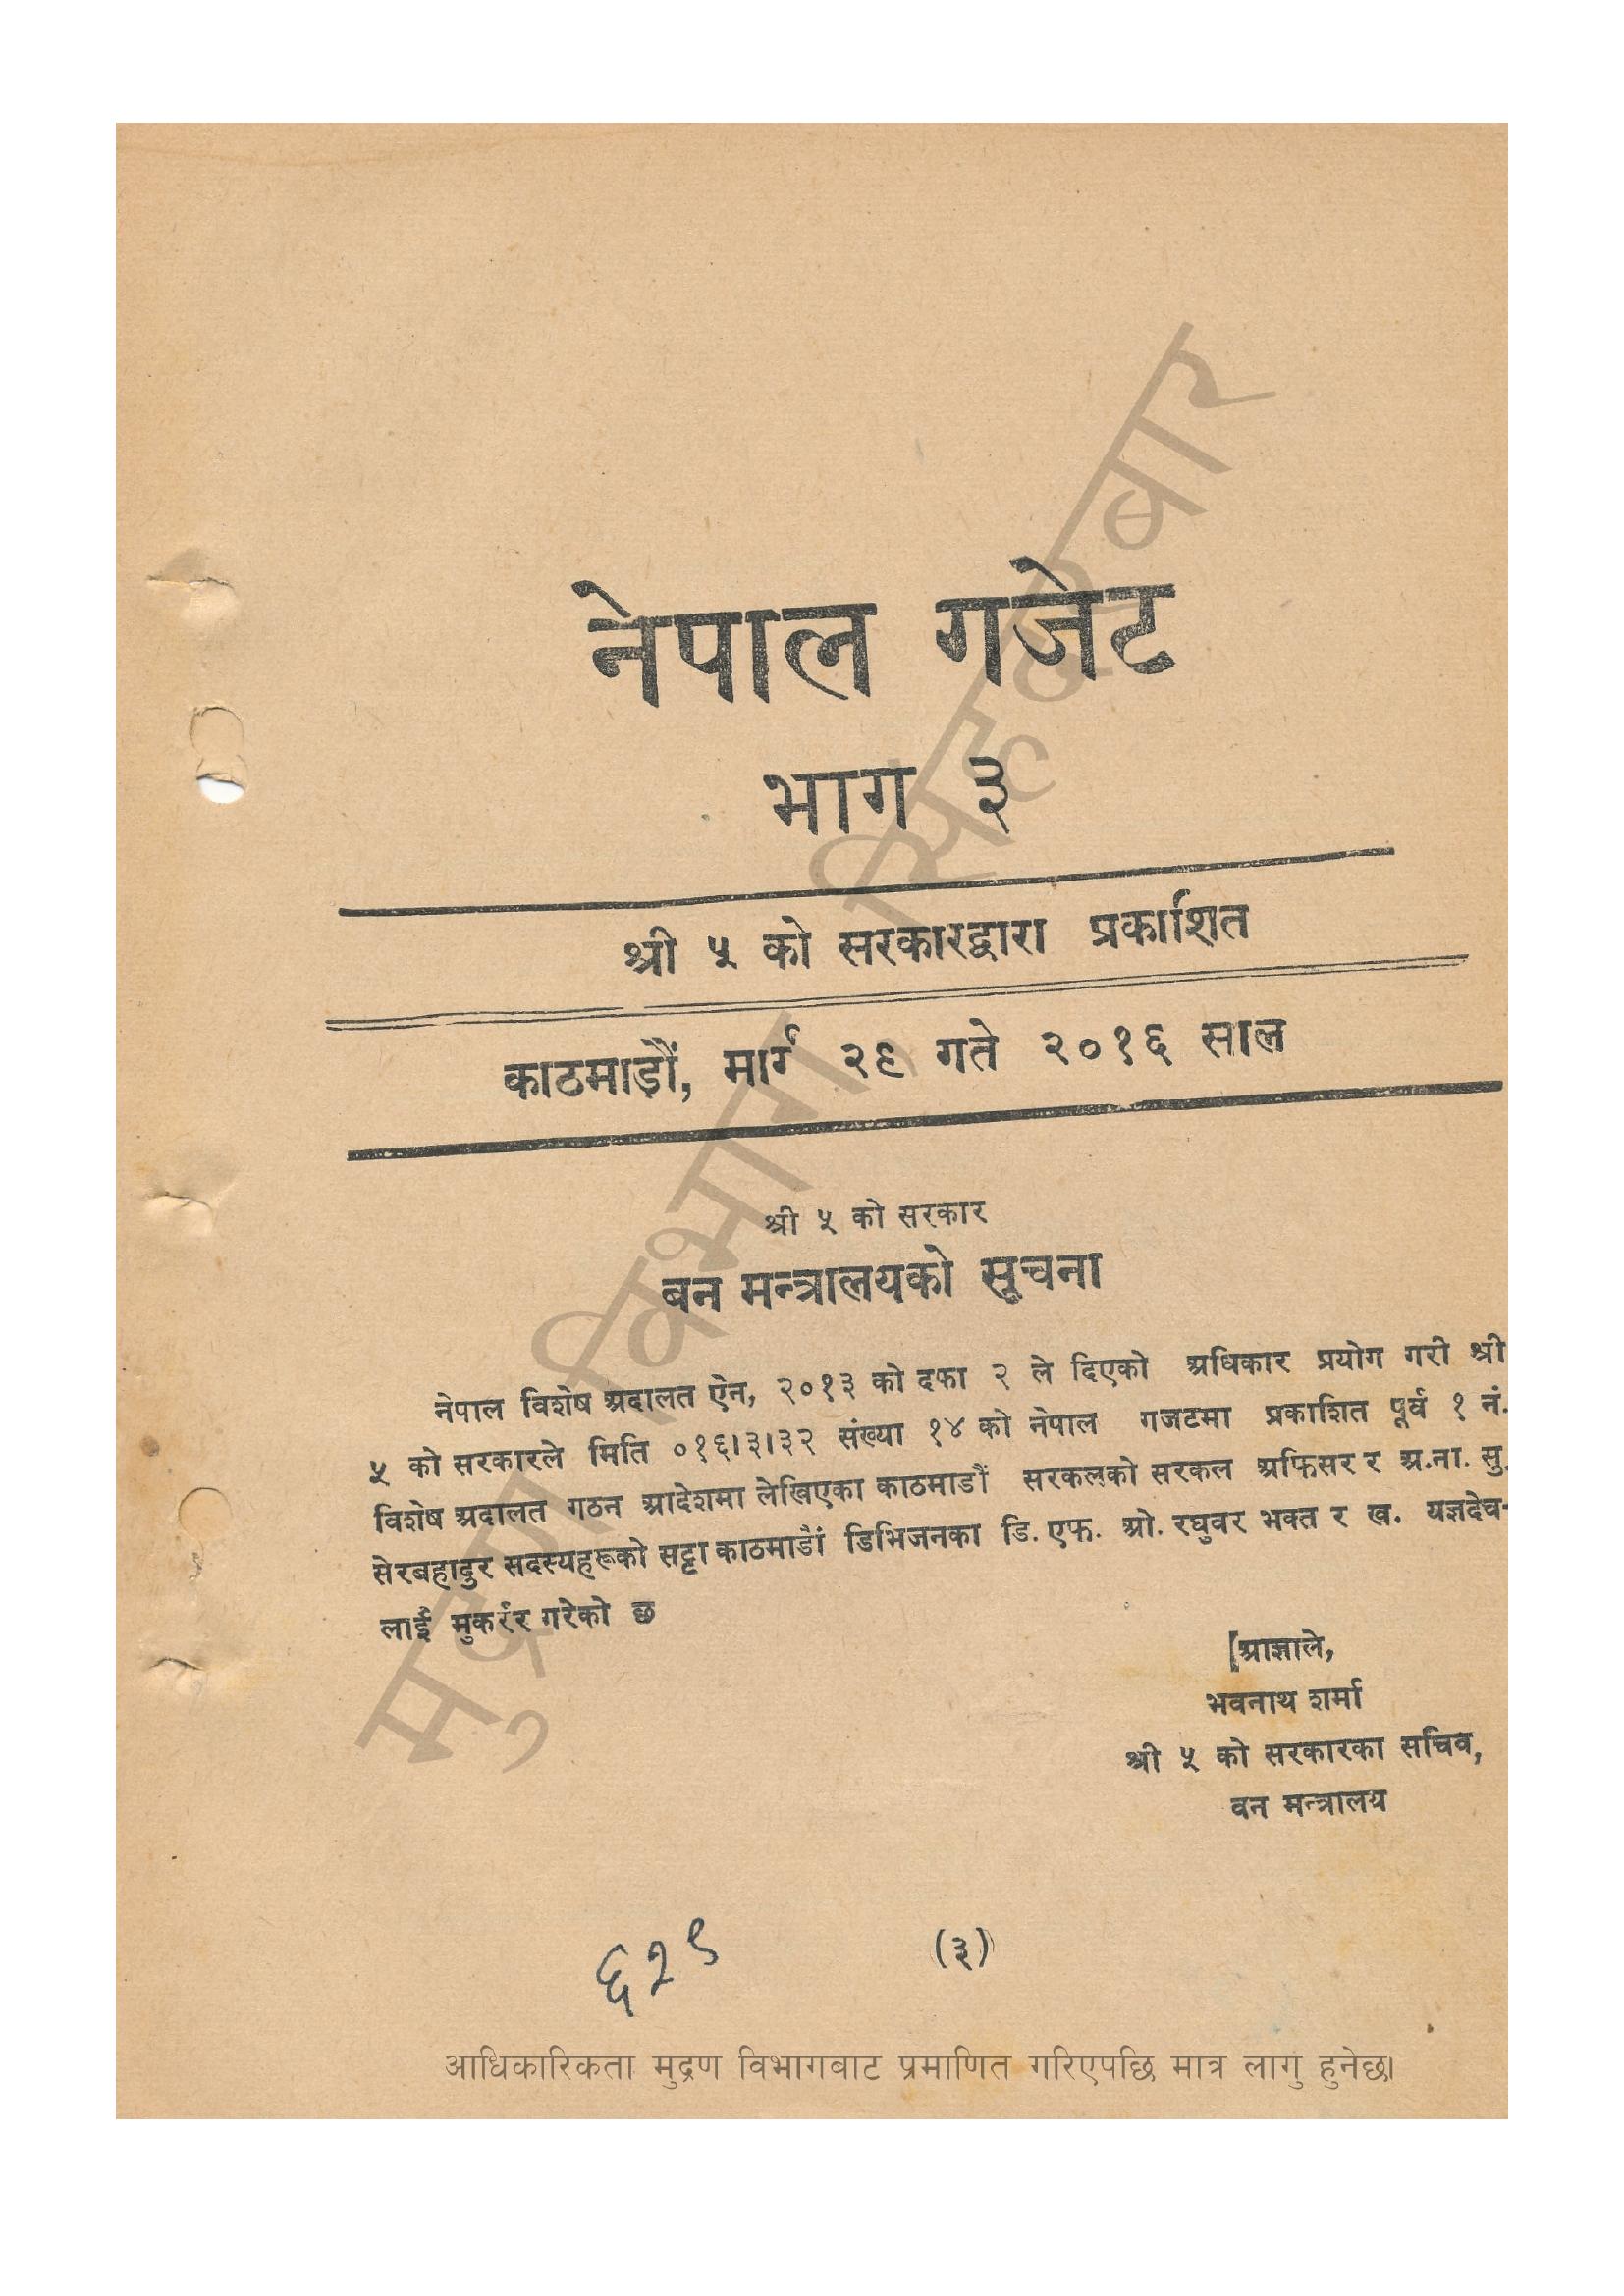 नेपाल गजेट
भाग ३
श्री ५ को सरकारद्वारा प्रकाशित
काठमाडौं, मार्ग २९ गते २०१६ साल
श्री ५ को सरकार
बन मन्त्रालयको सूचना
नेपाल विशेष अदालत ऐन, २०१३ को दफा २ ले दिएको अधिकार प्रयोग गरी श्री
५ को सरकारले मिति ०१६।३।३२ संख्या १४ को नेपाल गजटमा प्रकाशित पूर्व १ नं.
विशेष अदालत गठन आदेशमा लेखिएका काठमाडौं सरकलको सरकल अफिसर र अ.ना. सु.
सेरबहादुर सदस्यहरूको सट्टा काठमाडौं डिभिजनका डि. एफ. ओ. रघुवर भक्त र ख. यज्ञदेव-
लाई मुकर्रर गरेको छ
आज्ञाले,
भवनाथ शर्मा
श्री ५ को सरकारका सचिव,
वन मन्त्रालय
६२९ (३)
मुद्रण विभाग, सिंहदरबार
आधिकारिकता मुद्रण विभागबाट प्रमाणित गरिएपछि मात्र लागु हुनेछ।